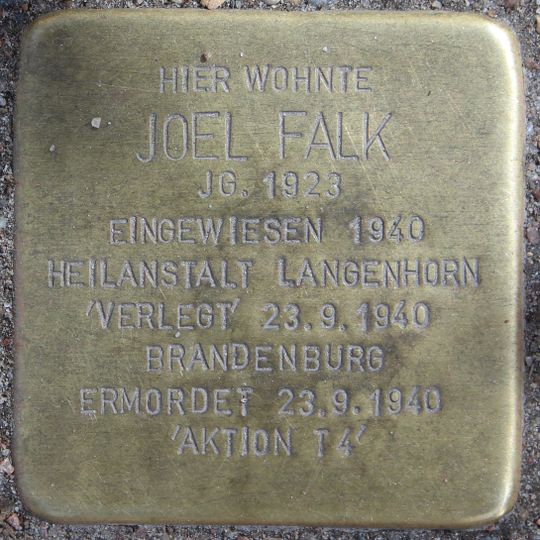 HIER WOHNTE
JOEL FALK
JG. 1923
EINGEWIESEN 1940
HEILANSTALT LANGENHORN
'VERLEGT' 23.9.1940
BRANDENBURG
ERMORDET 23.9.1940
'AKTION T4'